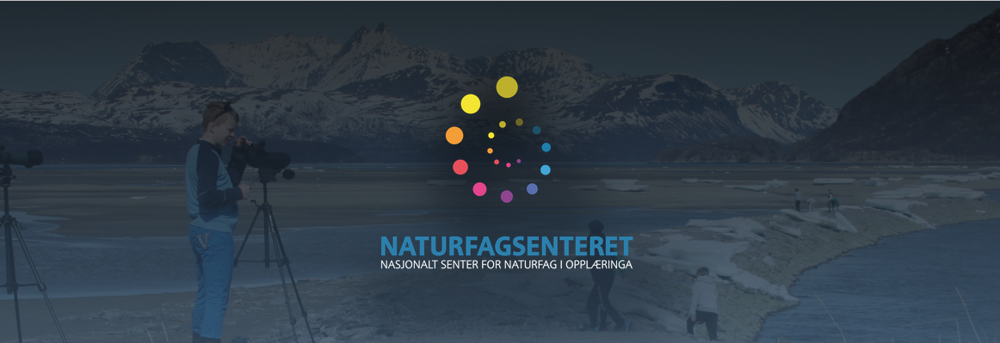 NATURFAGSENTERET
NASJONALT SENTER FOR NATURFAG I OPPLÆRINGA